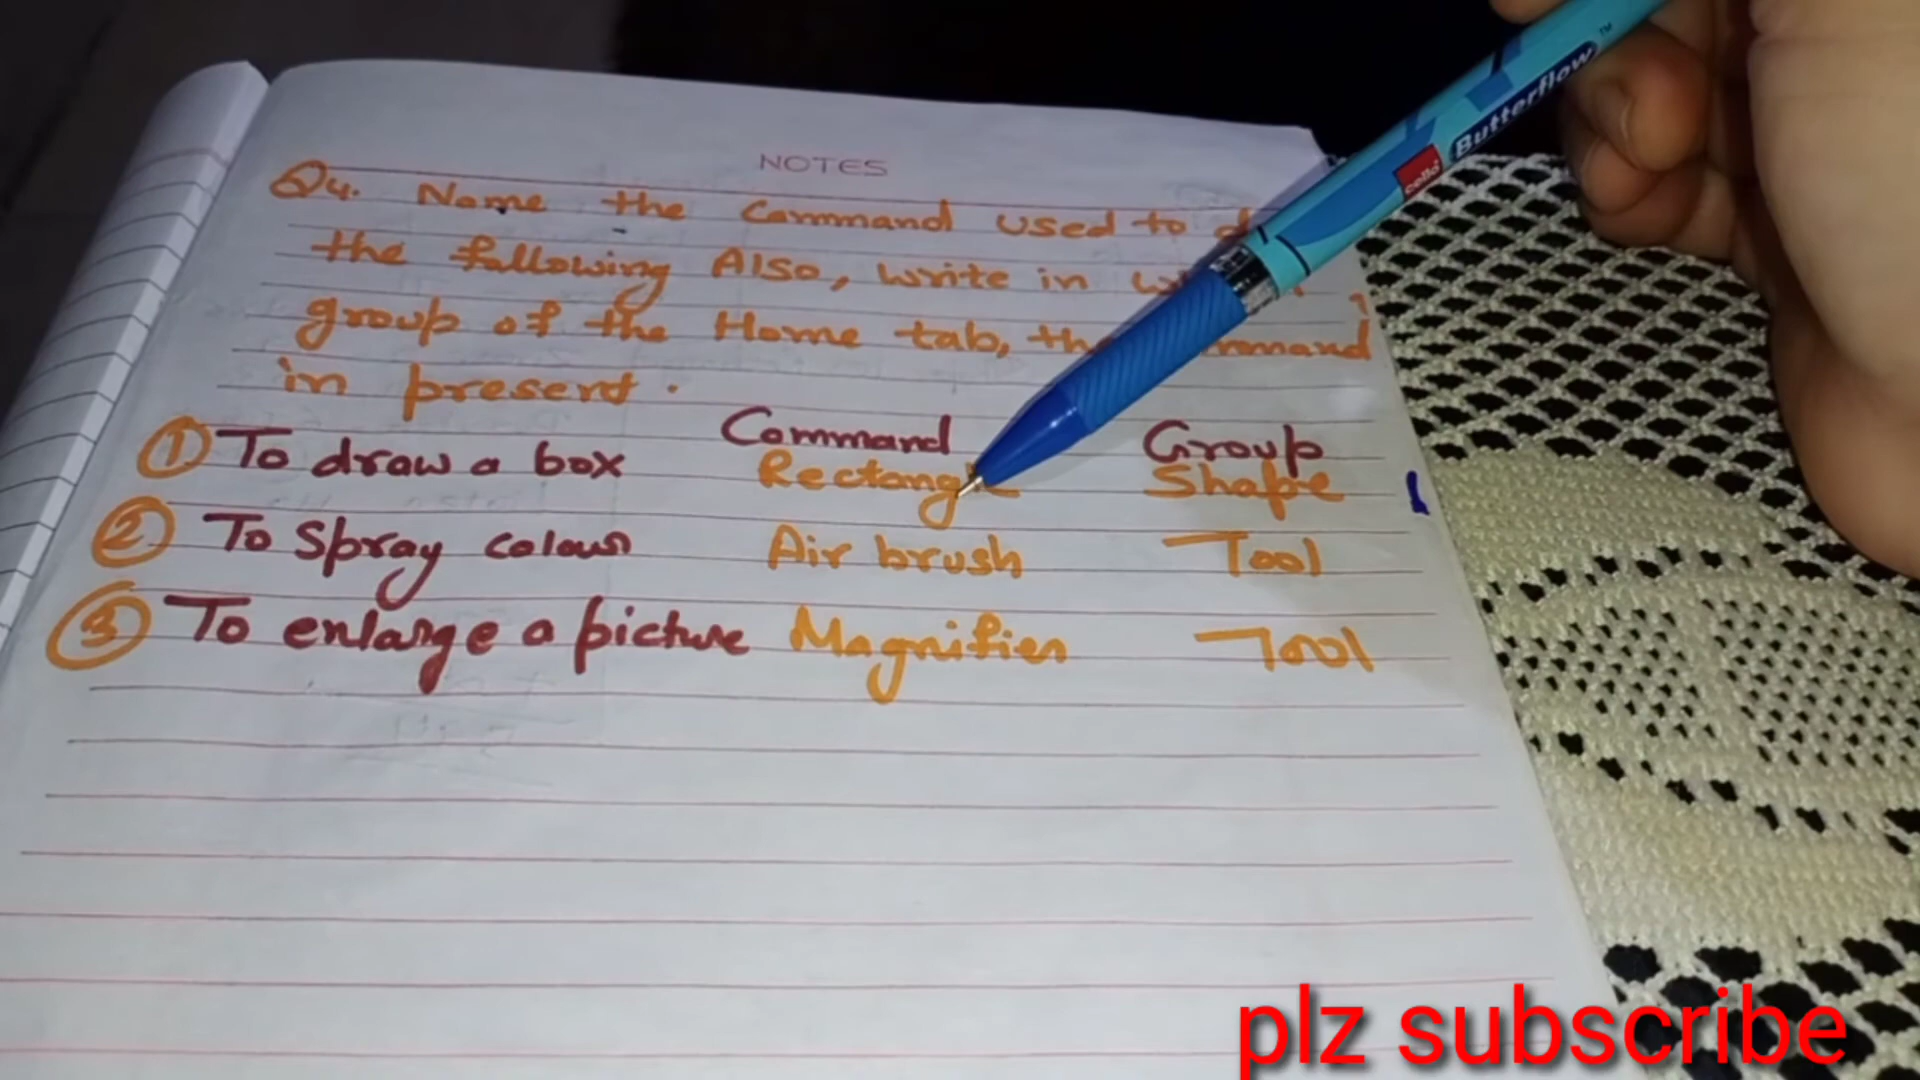 NOTES
Q4. Name the Command used to
the following Also, write in
group of the Home tab,
in present.
Command Group
① To draw a box Rectangle Shape
② To Spray colour Air brush Tool
③ To enlarge a picture Magnifier Tool
cello Butterflow™
plz subscribe